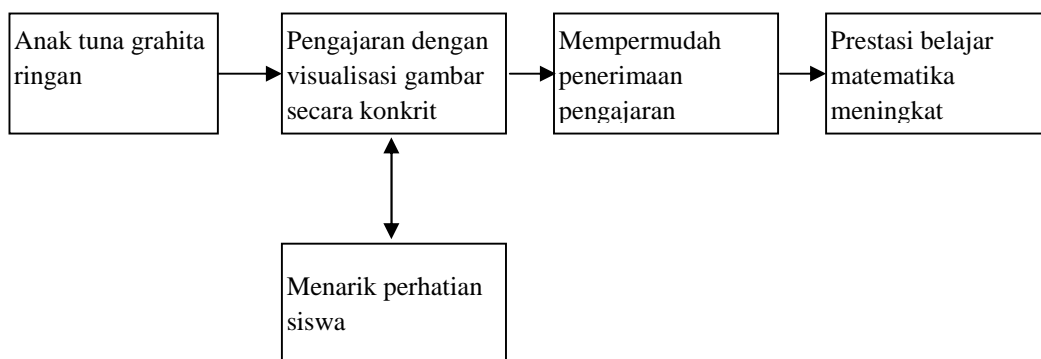 Anak tuna grahita
ringan
Pengajaran dengan
visualisasi gambar
secara konkrit
Mempermudah
penerimaan
pengajaran
Prestasi belajar
matematika
meningkat
Menarik perhatian
siswa